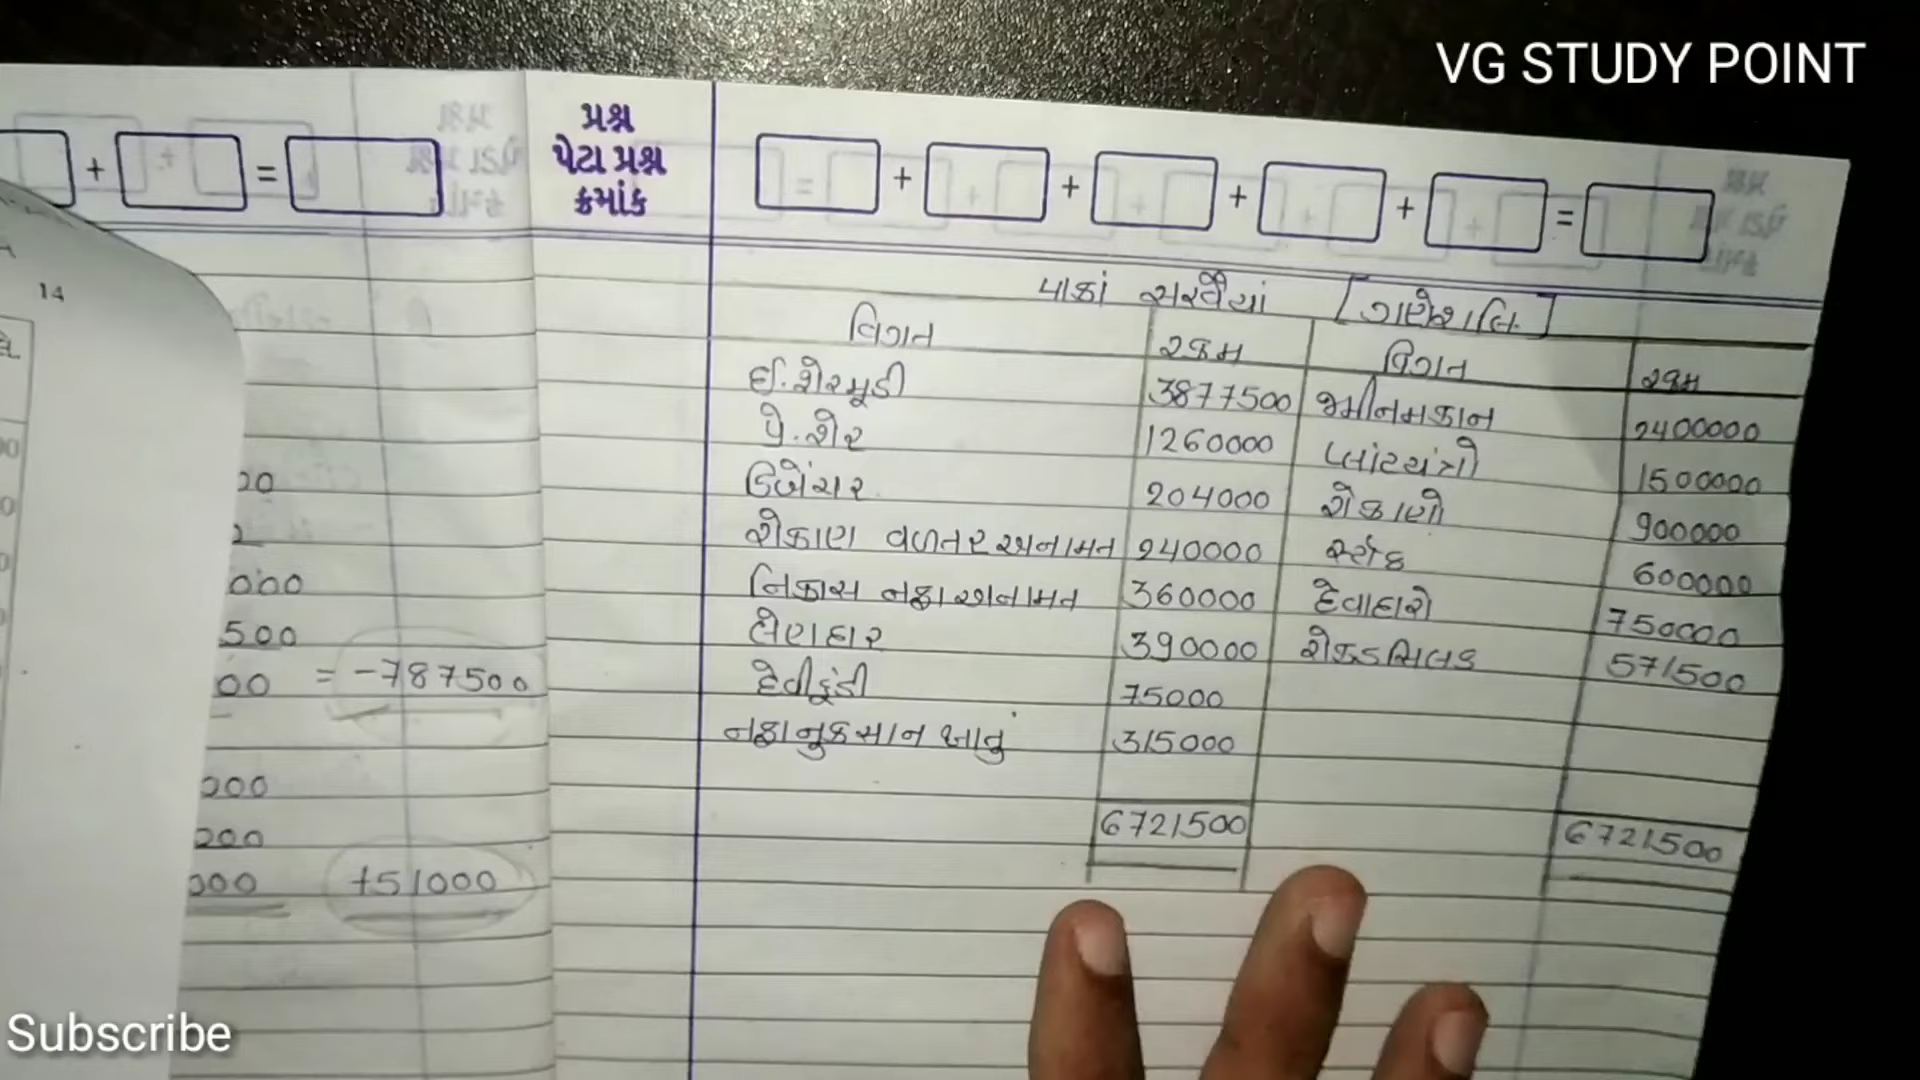 VG STUDY POINT
+ =
પ્રશ્ન
પેટા પ્રશ્ન
ક્રમાંક
+ + + + =
14
પાકાં સરવૈયાં [ગણેશ લિ.]
વિગત રકમ વિગત રકમ
ઈ.શેરમૂડી 3877500 જમીનમકાન 2400000
પ્રે.શેર 1260000 પ્લાંટયંત્રો 1500000
ડિબેંચર 204000 રોકાણો 900000
રોકાણ વળતર અનામત 240000 સ્ટોક 600000
નિકાસ નફા અનામત 360000 દેવાદારો 750000
લેણદાર 390000 રોકડસિલક 571500
દેવીહૂંડી 75000
નફાનુકસાન ખાતું 315000
6721500 6721500
000
500
00 = -787500
000
200
000 +51000
Subscribe